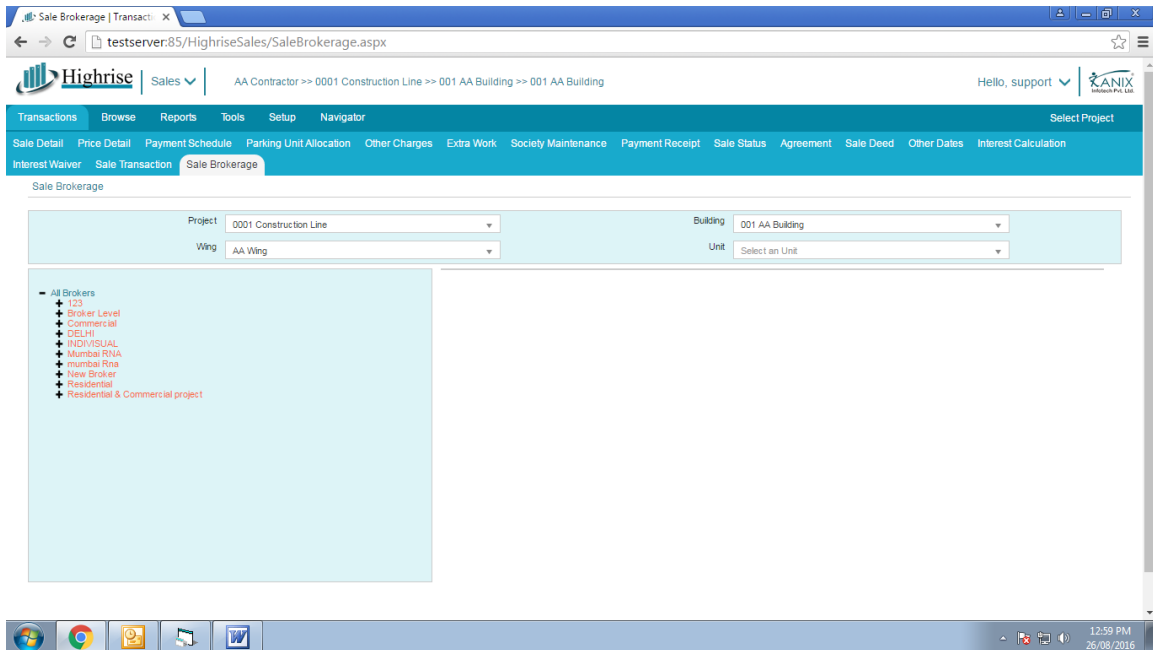 Sale Brokerage | Transacti
testserver:85/HighriseSales/SaleBrokerage.aspx
Highrise Sales AA Contractor >> 0001 Construction Line >> 001 AA Building >> 001 AA Building Hello, support KANIX
Infotech Pvt. Ltd.
Transactions Browse Reports Tools Setup Navigator Select Project
Sale Detail Price Detail Payment Schedule Parking Unit Allocation Other Charges Extra Work Society Maintenance Payment Receipt Sale Status Agreement Sale Deed Other Dates Interest Calculation
Interest Waiver Sale Transaction Sale Brokerage
Sale Brokerage
Project 0001 Construction Line Building 001 AA Building
Wing AA Wing Unit Select an Unit
All Brokers
123
Broker Level
Commercial
DELHI
INDIVISUAL
Mumbai RNA
mumbai Rna
New Broker
Residential
Residential & Commercial project
12:59 PM
26/08/2016